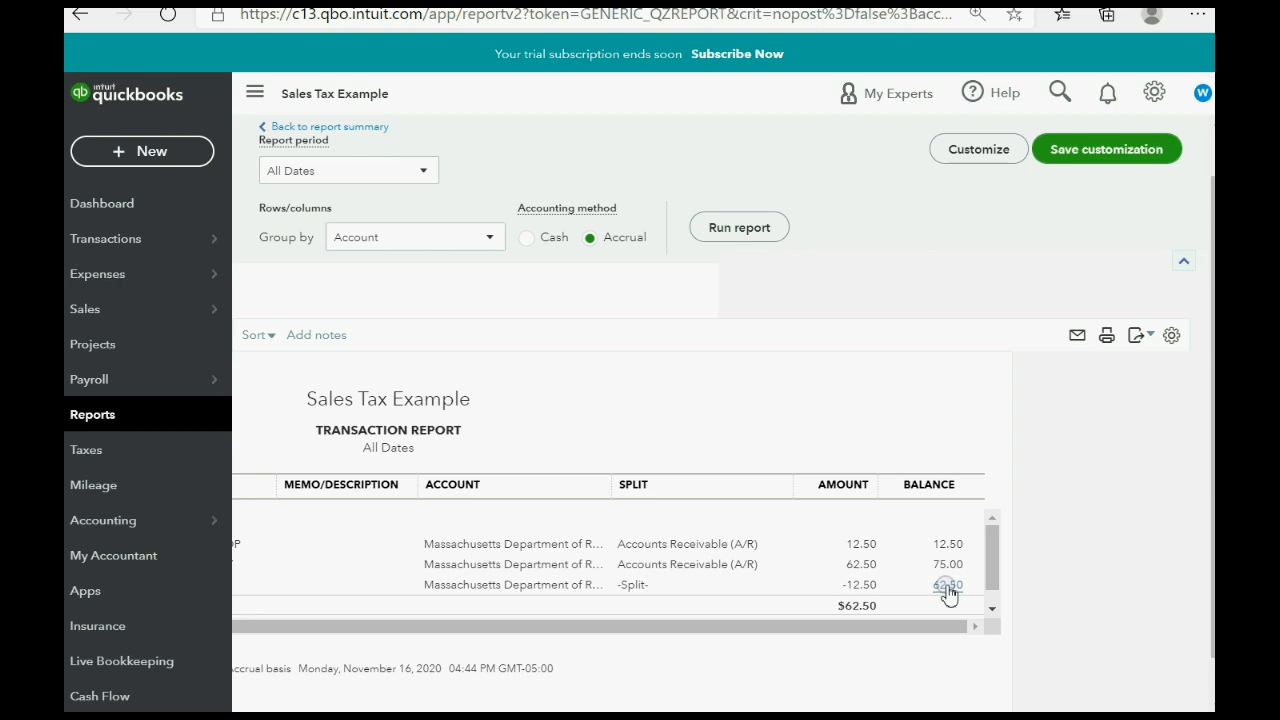 https://c13.qbo.intuit.com/app/reportv2?token=GENERIC_QZREPORT&crit=nopost%3Dfalse%3Bacc...
Your trial subscription ends soon Subscribe Now
intuit quickbooks
Sales Tax Example
My Experts
Help
W
+ New
Dashboard
Transactions
Expenses
Sales
Projects
Payroll
Reports
Taxes
Mileage
Accounting
My Accountant
Apps
Insurance
Live Bookkeeping
Cash Flow
Back to report summary
Report period
All Dates
Customize
Save customization
Rows/columns
Accounting method
Group by Account
Cash
Accrual
Run report
Sort
Add notes
Sales Tax Example
TRANSACTION REPORT
All Dates
MEMO/DESCRIPTION ACCOUNT SPLIT AMOUNT BALANCE
Massachusetts Department of R... Accounts Receivable (A/R) 12.50 12.50
Massachusetts Department of R... Accounts Receivable (A/R) 62.50 75.00
Massachusetts Department of R... -Split- -12.50 62.50
$62.50
ccrual basis Monday, November 16, 2020 04:44 PM GMT-05:00